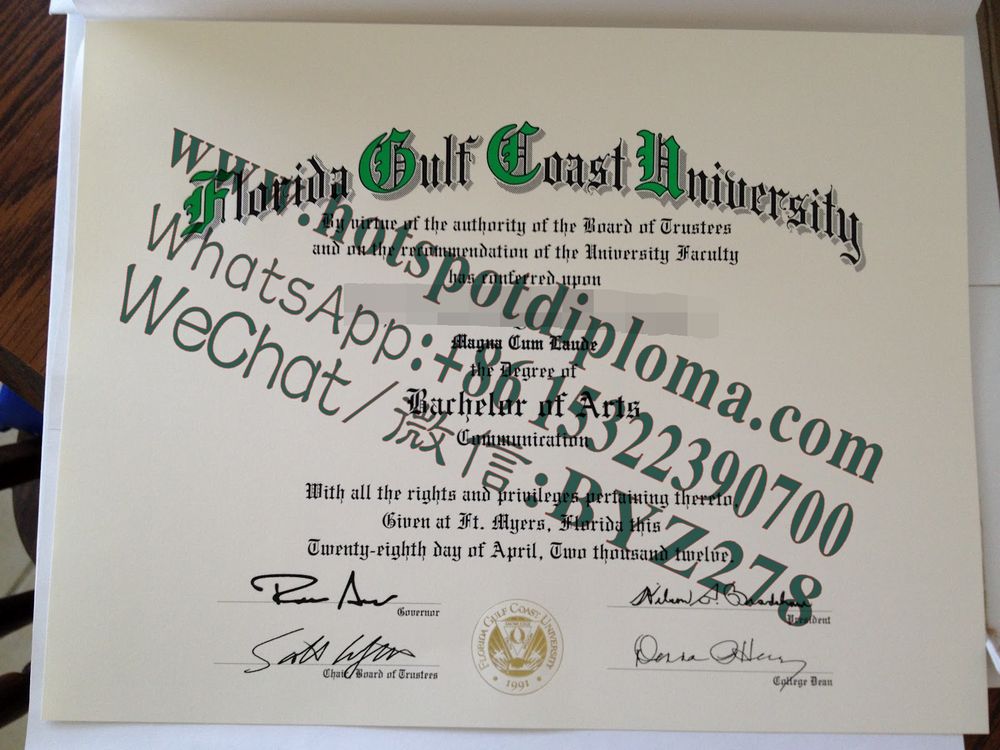 Florida Gulf Coast University
By virtue of the authority of the Board of Trustees
and on the recommendation of the University Faculty
has conferred upon
Magna Cum Laude
the Degree of
Bachelor of Arts
Communication
With all the rights and privileges pertaining thereto.
Given at Ft. Myers, Florida this
Twenty-eighth day of April, Two thousand twelve.
Governor
President
Chair Board of Trustees
College Dean
FLORIDA GULF COAST UNIVERSITY
1991
www.hotspotdiploma.com
WhatsApp:+86 15322390700
WeChat/微信:BYZ278